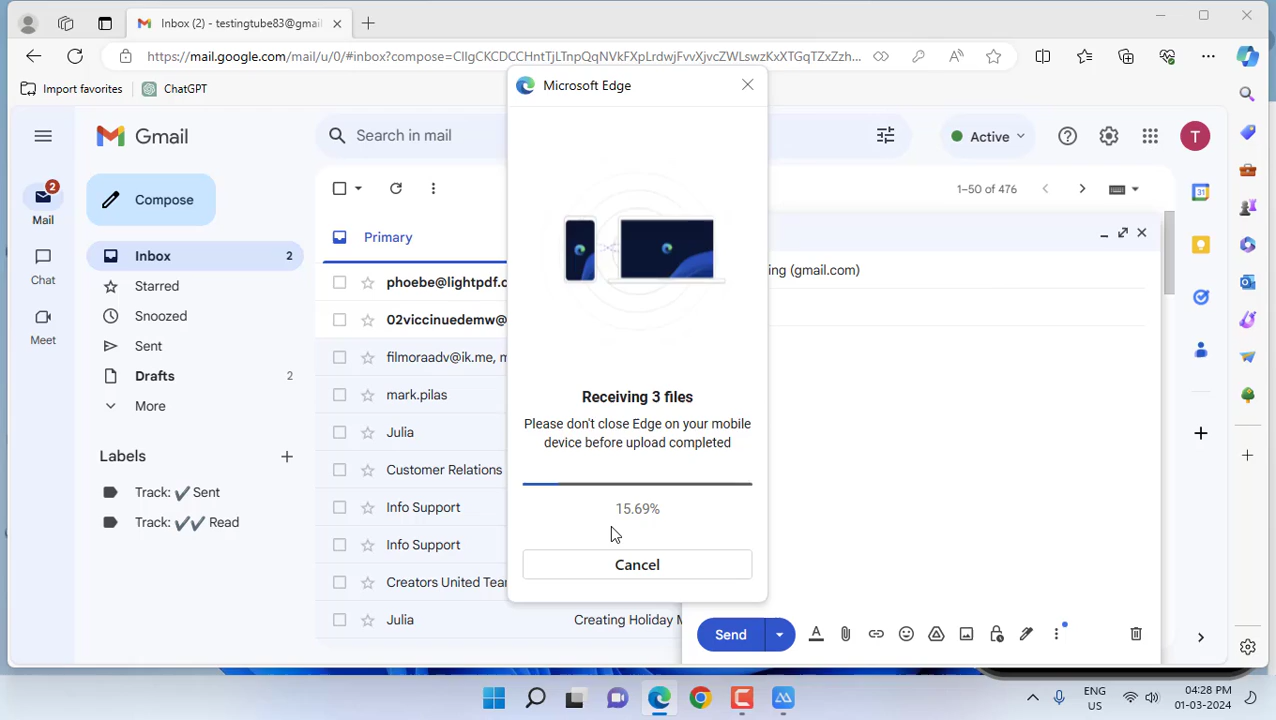 Inbox (2) - testingtube83@gmai
https://mail.google.com/mail/u/0/#inbox?compose=
Import favorites
ChatGPT
Microsoft Edge
Gmail
Search in mail
Active
T
2
Mail
Chat
Meet
Compose
Inbox 2
Starred
Snoozed
Sent
Drafts 2
More
Labels
Track: ✔Sent
Track: ✔✔ Read
1–50 of 476
31
Primary
phoebe@lightpdf.c
02viccinuedemw@
filmoraadv@ik.me, m
mark.pilas
Julia
Customer Relations
Info Support
Info Support
Creators United Tea
Julia
Creating Holiday M
ing (gmail.com)
Receiving 3 files
Please don't close Edge on your mobile
device before upload completed
15.69%
Cancel
Send
ENG
US
04:28 PM
01-03-2024